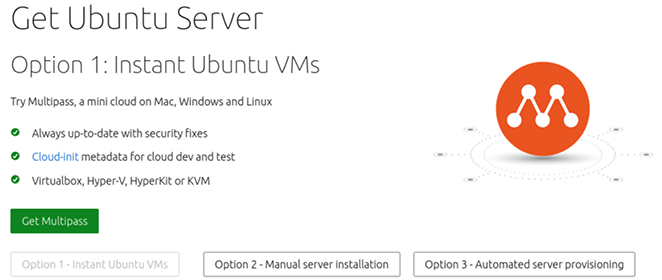 Get Ubuntu Server
Option 1: Instant Ubuntu VMs
Try Multipass, a mini cloud on Mac, Windows and Linux
Always up-to-date with security fixes
Cloud-init metadata for cloud dev and test
Virtualbox, Hyper-V, HyperKit or KVM
Get Multipass
Option 1 - Instant Ubuntu VMs
Option 2 - Manual server installation
Option 3 - Automated server provisioning